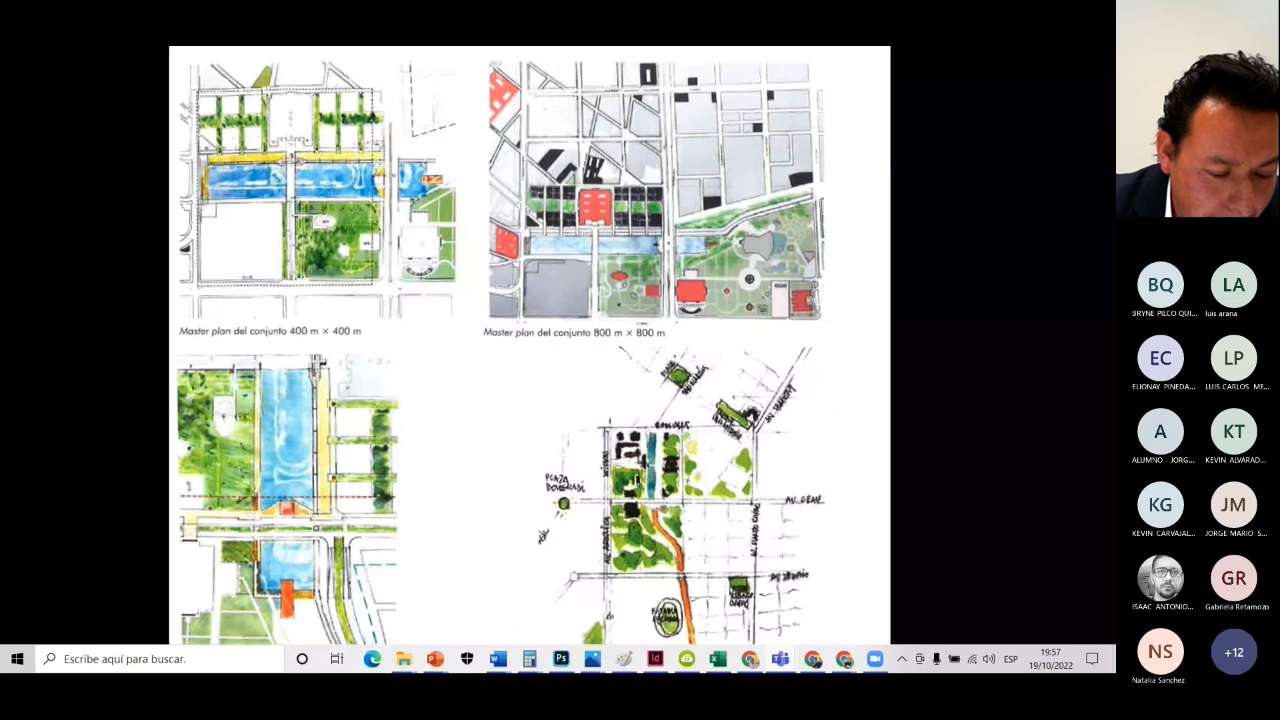 Master plan del conjunto 400 m × 400 m
Master plan del conjunto 800 m × 800 m
PLAZA
AV. GRAU
BQ
BRYNE PILCO QUI...
LA
luis arana
EC
ELIONAY PINEDA...
LP
LUIS CARLOS ME...
A
ALUMNO - JORG...
KT
KEVIN ALVARAD...
KG
KEVIN CARVAJAL...
JM
JORGE MARIO S...
ISAAC ANTONIO...
GR
Gabriela Retamozo
NS
Natalia Sanchez
+12
Escribe aquí para buscar.
ESP
19:57
19/10/2022